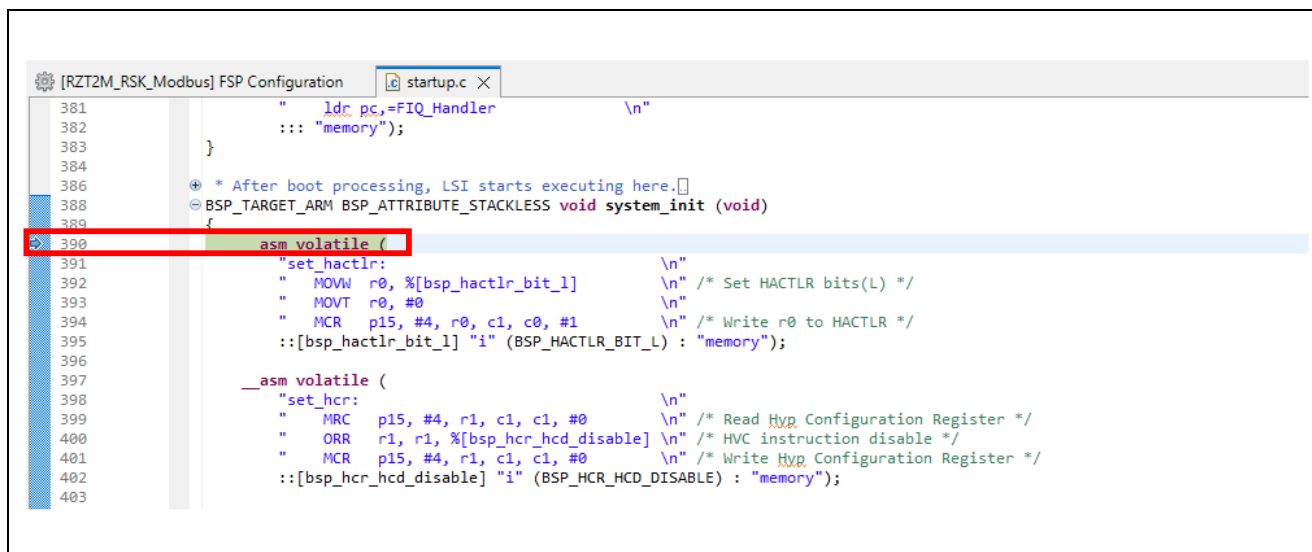 [RZT2M_RSK_Modbus] FSP Configuration startup.c
381 " ldr pc,=FIQ_Handler \n"
382 ::: "memory");
383 }
384
386 * After boot processing, LSI starts executing here.
388 BSP_TARGET_ARM BSP_ATTRIBUTE_STACKLESS void system_init (void)
389 {
390 __asm volatile (
391 "set_hactlr: \n"
392 " MOVW r0, %[bsp_hactlr_bit_l] \n" /* Set HACTLR bits(L) */
393 " MOVT r0, #0 \n"
394 " MCR p15, #4, r0, c1, c0, #1 \n" /* Write r0 to HACTLR */
395 ::[bsp_hactlr_bit_l] "i" (BSP_HACTLR_BIT_L) : "memory");
396
397 __asm volatile (
398 "set_hcr: \n"
399 " MRC p15, #4, r1, c1, c1, #0 \n" /* Read Hyp Configuration Register */
400 " ORR r1, r1, %[bsp_hcr_hcd_disable] \n" /* HVC instruction disable */
401 " MCR p15, #4, r1, c1, c1, #0 \n" /* Write Hyp Configuration Register */
402 ::[bsp_hcr_hcd_disable] "i" (BSP_HCR_HCD_DISABLE) : "memory");
403